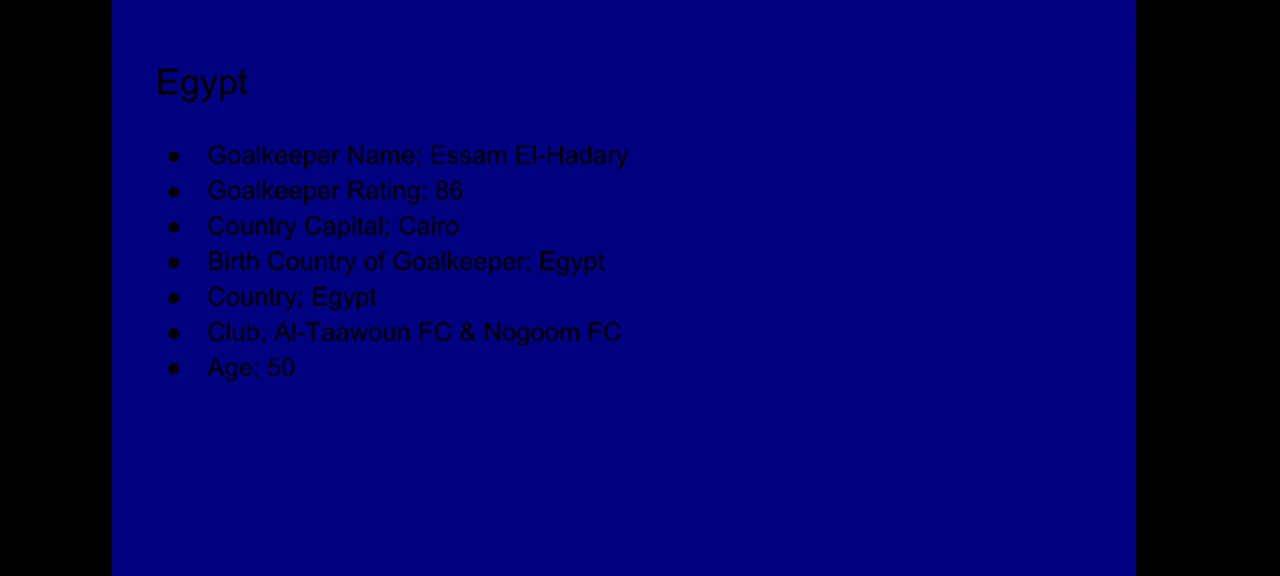 Egypt
● Goalkeeper Name; Essam El-Hadary
● Goalkeeper Rating; 86
● Country Capital; Cairo
● Birth Country of Goalkeeper; Egypt
● Country; Egypt
● Club; Al-Taawoun FC & Nogoom FC
● Age; 50